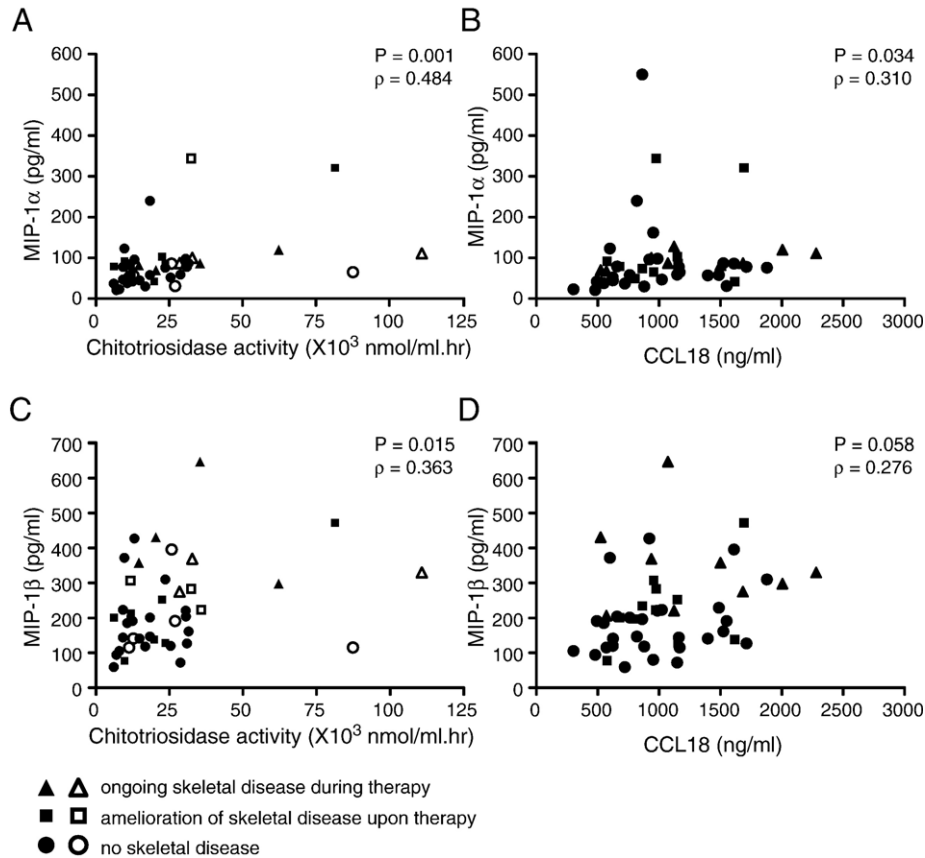 A
P = 0.001
ρ = 0.484
MIP-1α (pg/ml)
600
500
400
300
200
100
0
0 25 50 75 100 125
Chitotriosidase activity (X10³ nmol/ml.hr)
B
P = 0.034
ρ = 0.310
MIP-1α (pg/ml)
600
500
400
300
200
100
0
0 500 1000 1500 2000 2500 3000
CCL18 (ng/ml)
C
P = 0.015
ρ = 0.363
MIP-1β (pg/ml)
700
600
500
400
300
200
100
0
0 25 50 75 100 125
Chitotriosidase activity (X10³ nmol/ml.hr)
D
P = 0.058
ρ = 0.276
MIP-1β (pg/ml)
700
600
500
400
300
200
100
0
0 500 1000 1500 2000 2500 3000
CCL18 (ng/ml)
ongoing skeletal disease during therapy
amelioration of skeletal disease upon therapy
no skeletal disease